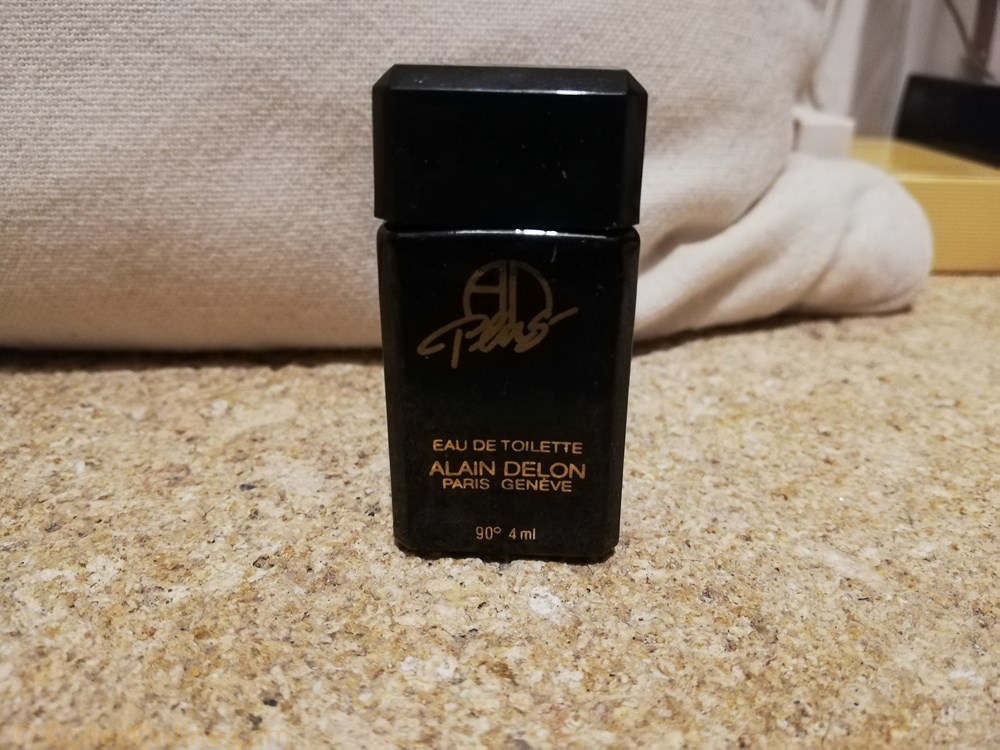 AD
Plus
EAU DE TOILETTE
ALAIN DELON
PARIS GENÈVE
90° 4 ml